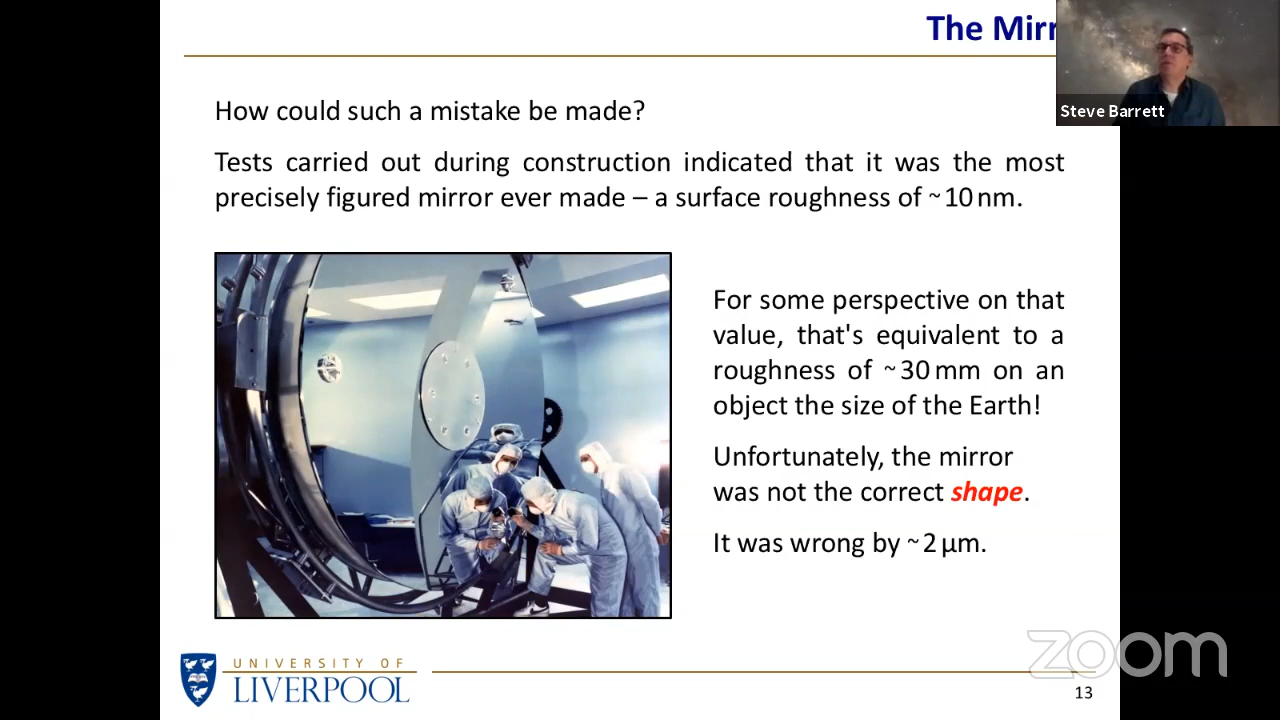 The Mirr
Steve Barrett
How could such a mistake be made?
Tests carried out during construction indicated that it was the most
precisely figured mirror ever made – a surface roughness of ~10 nm.
For some perspective on that
value, that's equivalent to a
roughness of ~30 mm on an
object the size of the Earth!
Unfortunately, the mirror
was not the correct shape.
It was wrong by ~2 µm.
UNIVERSITY OF
LIVERPOOL
zoom
13